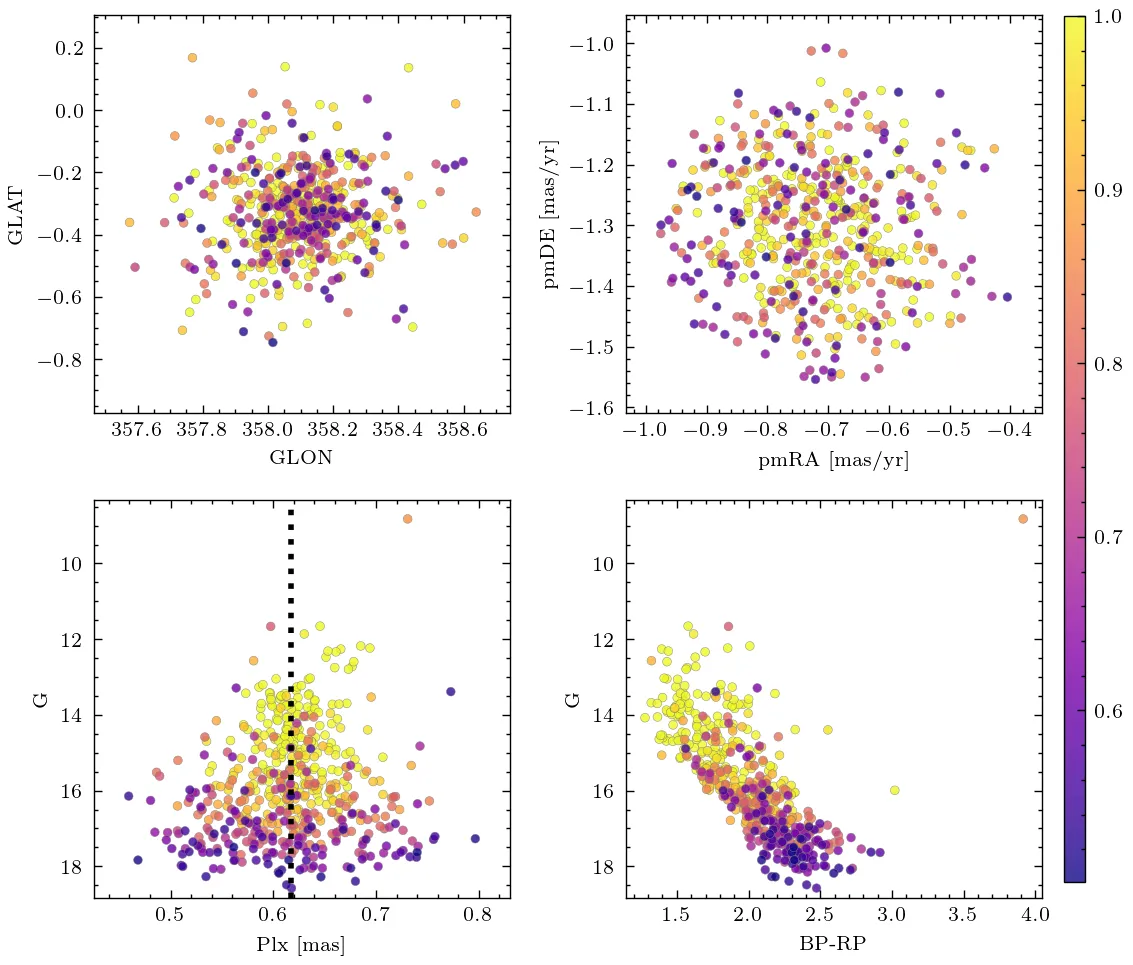 0.2
0.0
−0.2
−0.4
−0.6
−0.8
GLAT
357.6 357.8 358.0 358.2 358.4 358.6
GLON
−1.0
−1.1
−1.2
−1.3
−1.4
−1.5
−1.6
pmDE [mas/yr]
−1.0 −0.9 −0.8 −0.7 −0.6 −0.5 −0.4
pmRA [mas/yr]
10
12
14
16
18
G
0.5 0.6 0.7 0.8
Plx [mas]
10
12
14
16
18
G
1.5 2.0 2.5 3.0 3.5 4.0
BP-RP
1.0
0.9
0.8
0.7
0.6